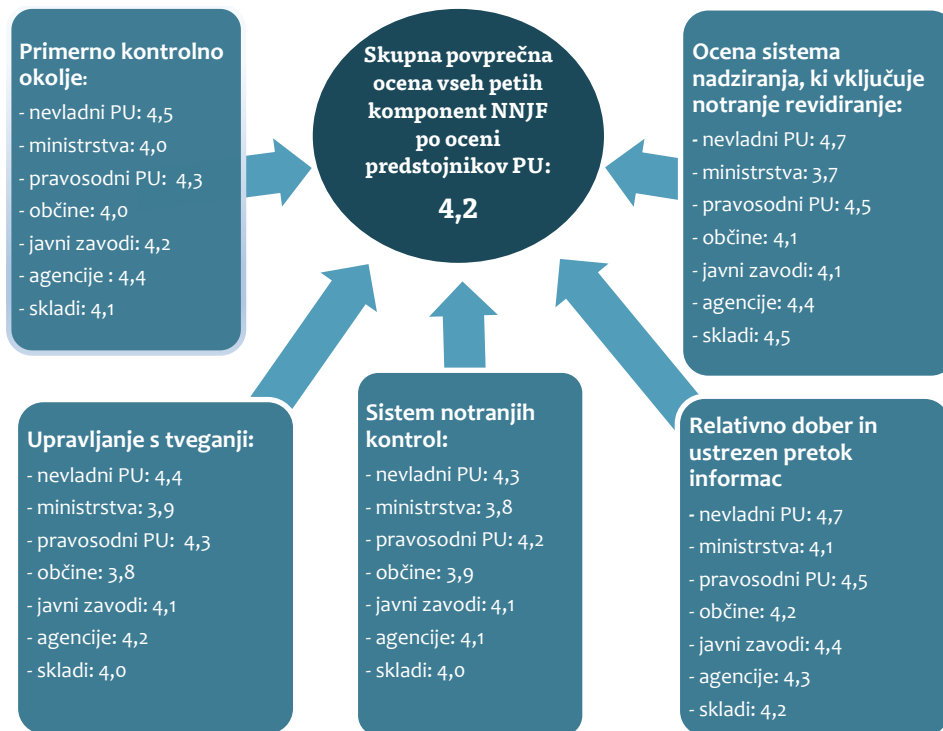 Primerno kontrolno
okolje:
- nevladni PU: 4,5
- ministrstva: 4,0
- pravosodni PU: 4,3
- občine: 4,0
- javni zavodi: 4,2
- agencije : 4,4
- skladi: 4,1
Skupna povprečna
ocena vseh petih
komponent NNJF
po oceni
predstojnikov PU:
4,2
Ocena sistema
nadziranja, ki vključuje
notranje revidiranje:
- nevladni PU: 4,7
- ministrstva: 3,7
- pravosodni PU: 4,5
- občine: 4,1
- javni zavodi: 4,1
- agencije: 4,4
- skladi: 4,5
Upravljanje s tveganji:
- nevladni PU: 4,4
- ministrstva: 3,9
- pravosodni PU: 4,3
- občine: 3,8
- javni zavodi: 4,1
- agencije: 4,2
- skladi: 4,0
Sistem notranjih
kontrol:
- nevladni PU: 4,3
- ministrstva: 3,8
- pravosodni PU: 4,2
- občine: 3,9
- javni zavodi: 4,1
- agencije: 4,1
- skladi: 4,0
Relativno dober in
ustrezen pretok
informac
- nevladni PU: 4,7
- ministrstva: 4,1
- pravosodni PU: 4,5
- občine: 4,2
- javni zavodi: 4,4
- agencije: 4,3
- skladi: 4,2